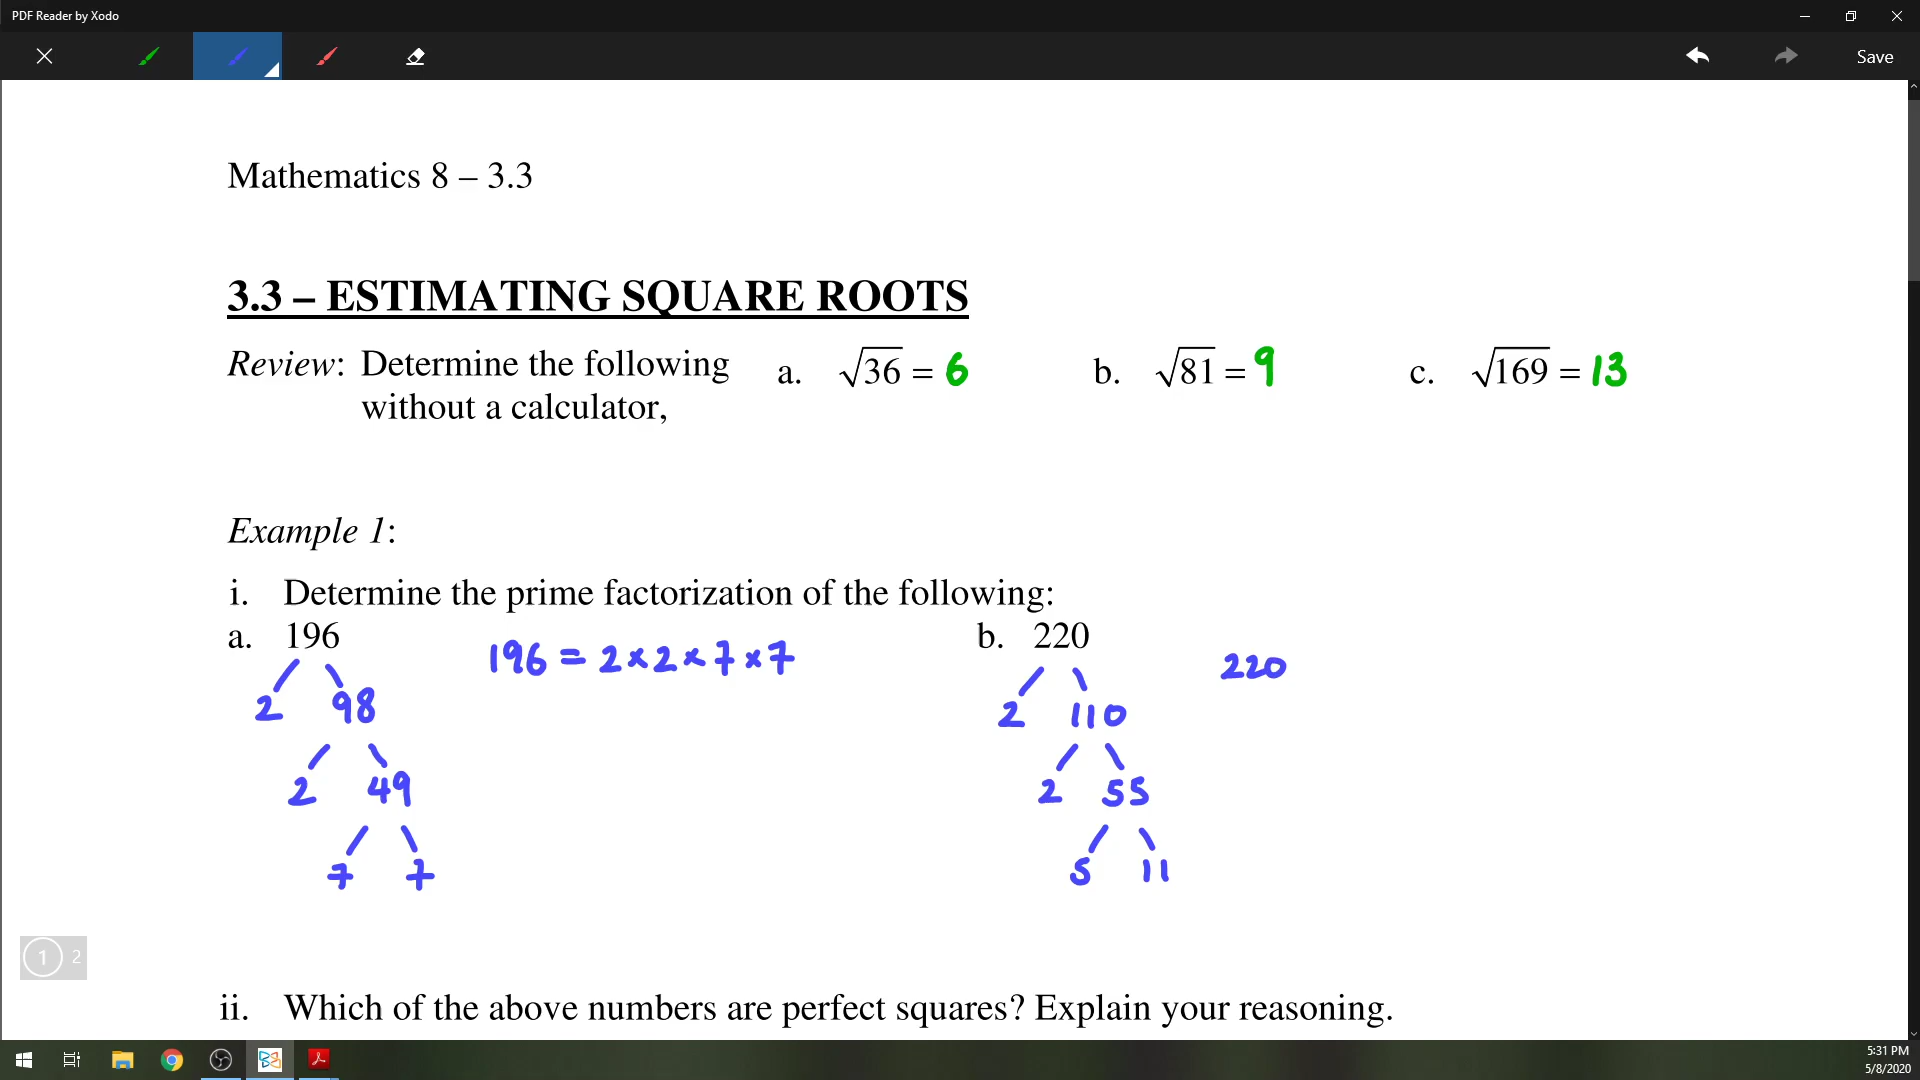 PDF Reader by Xodo
Save
Mathematics 8 – 3.3
3.3 – ESTIMATING SQUARE ROOTS
Review: Determine the following a. √36 = 6 b. √81 = 9 c. √169 = 13
without a calculator,
Example 1:
i. Determine the prime factorization of the following:
a. 196 196 = 2 × 2 × 7 × 7 b. 220 220
2 98 2 110
2 49 2 55
7 7 5 11
1 2
ii. Which of the above numbers are perfect squares? Explain your reasoning.
5:31 PM
5/8/2020